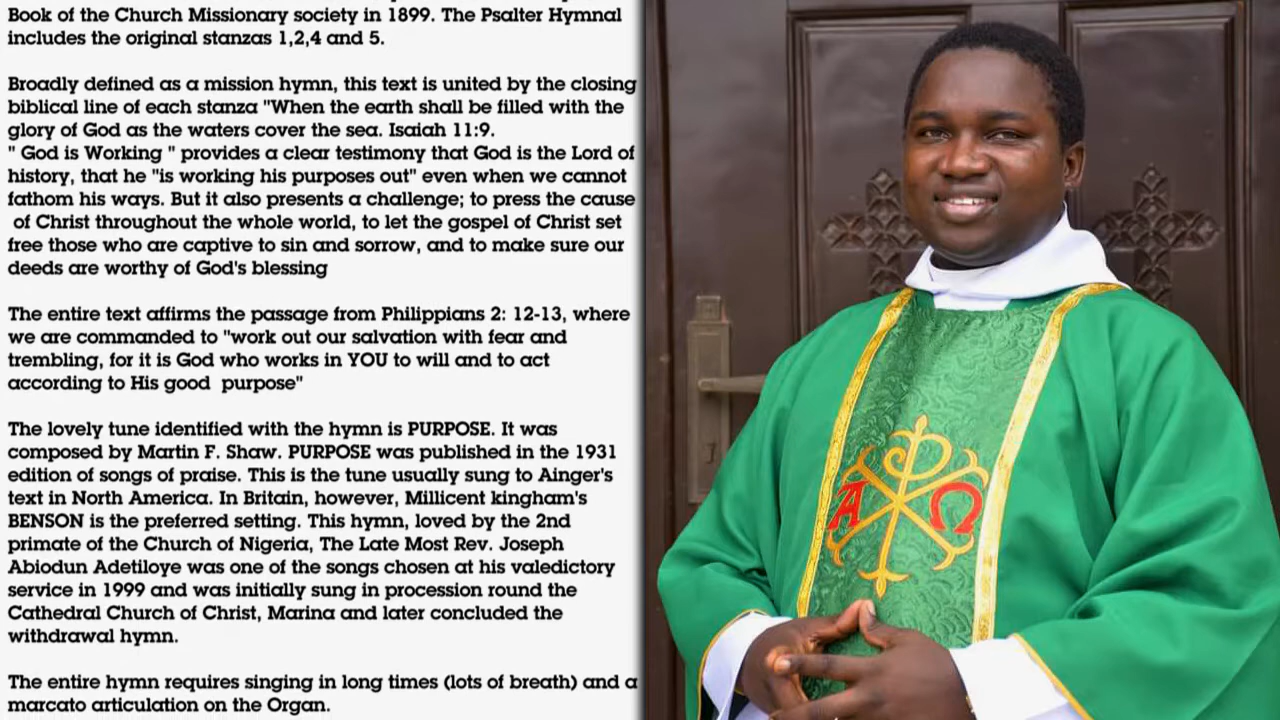 Book of the Church Missionary society in 1899. The Psalter Hymnal
includes the original stanzas 1,2,4 and 5.
Broadly defined as a mission hymn, this text is united by the closing
biblical line of each stanza "When the earth shall be filled with the
glory of God as the waters cover the sea. Isaiah 11:9.
" God is Working " provides a clear testimony that God is the Lord of
history, that he "is working his purposes out" even when we cannot
fathom his ways. But it also presents a challenge; to press the cause
of Christ throughout the whole world, to let the gospel of Christ set
free those who are captive to sin and sorrow, and to make sure our
deeds are worthy of God's blessing
The entire text affirms the passage from Philippians 2: 12-13, where
we are commanded to "work out our salvation with fear and
trembling, for it is God who works in YOU to will and to act
according to His good purpose"
The lovely tune identified with the hymn is PURPOSE. It was
composed by Martin F. Shaw. PURPOSE was published in the 1931
edition of songs of praise. This is the tune usually sung to Ainger's
text in North America. In Britain, however, Millicent kingham's
BENSON is the preferred setting. This hymn, loved by the 2nd
primate of the Church of Nigeria, The Late Most Rev. Joseph
Abiodun Adetiloye was one of the songs chosen at his valedictory
service in 1999 and was initially sung in procession round the
Cathedral Church of Christ, Marina and later concluded the
withdrawal hymn.
The entire hymn requires singing in long times (lots of breath) and a
marcato articulation on the Organ.
Α Ω